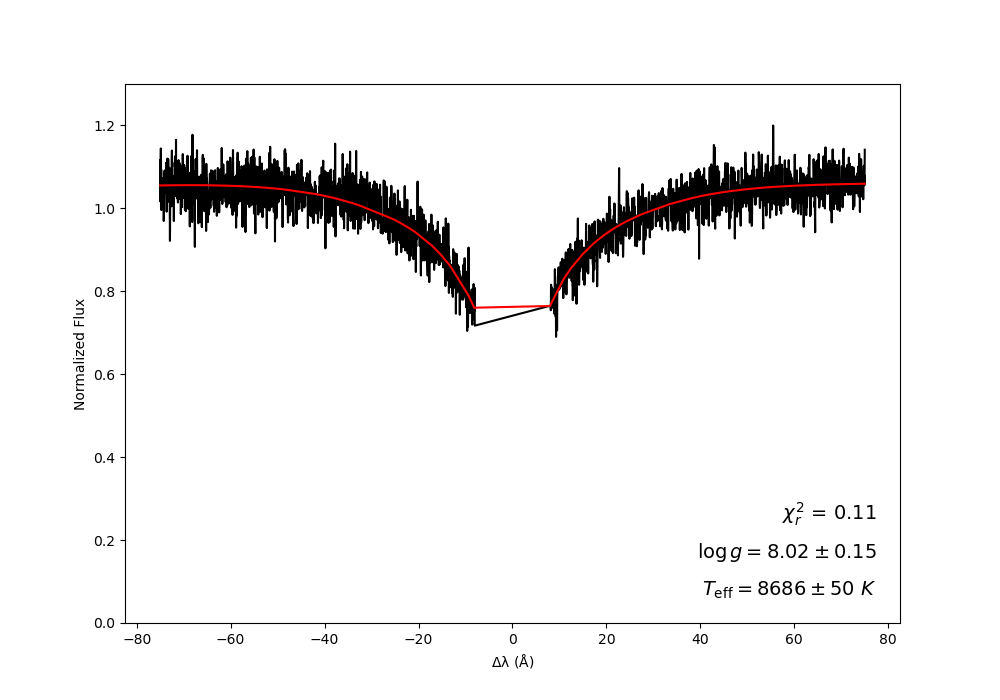 1.2
1.0
0.8
0.6
0.4
0.2
0.0
Normalized Flux
χ²ᵣ = 0.11
log g = 8.02 ± 0.15
T_eff = 8686 ± 50 K
−80 −60 −40 −20 0 20 40 60 80
Δλ (Å)